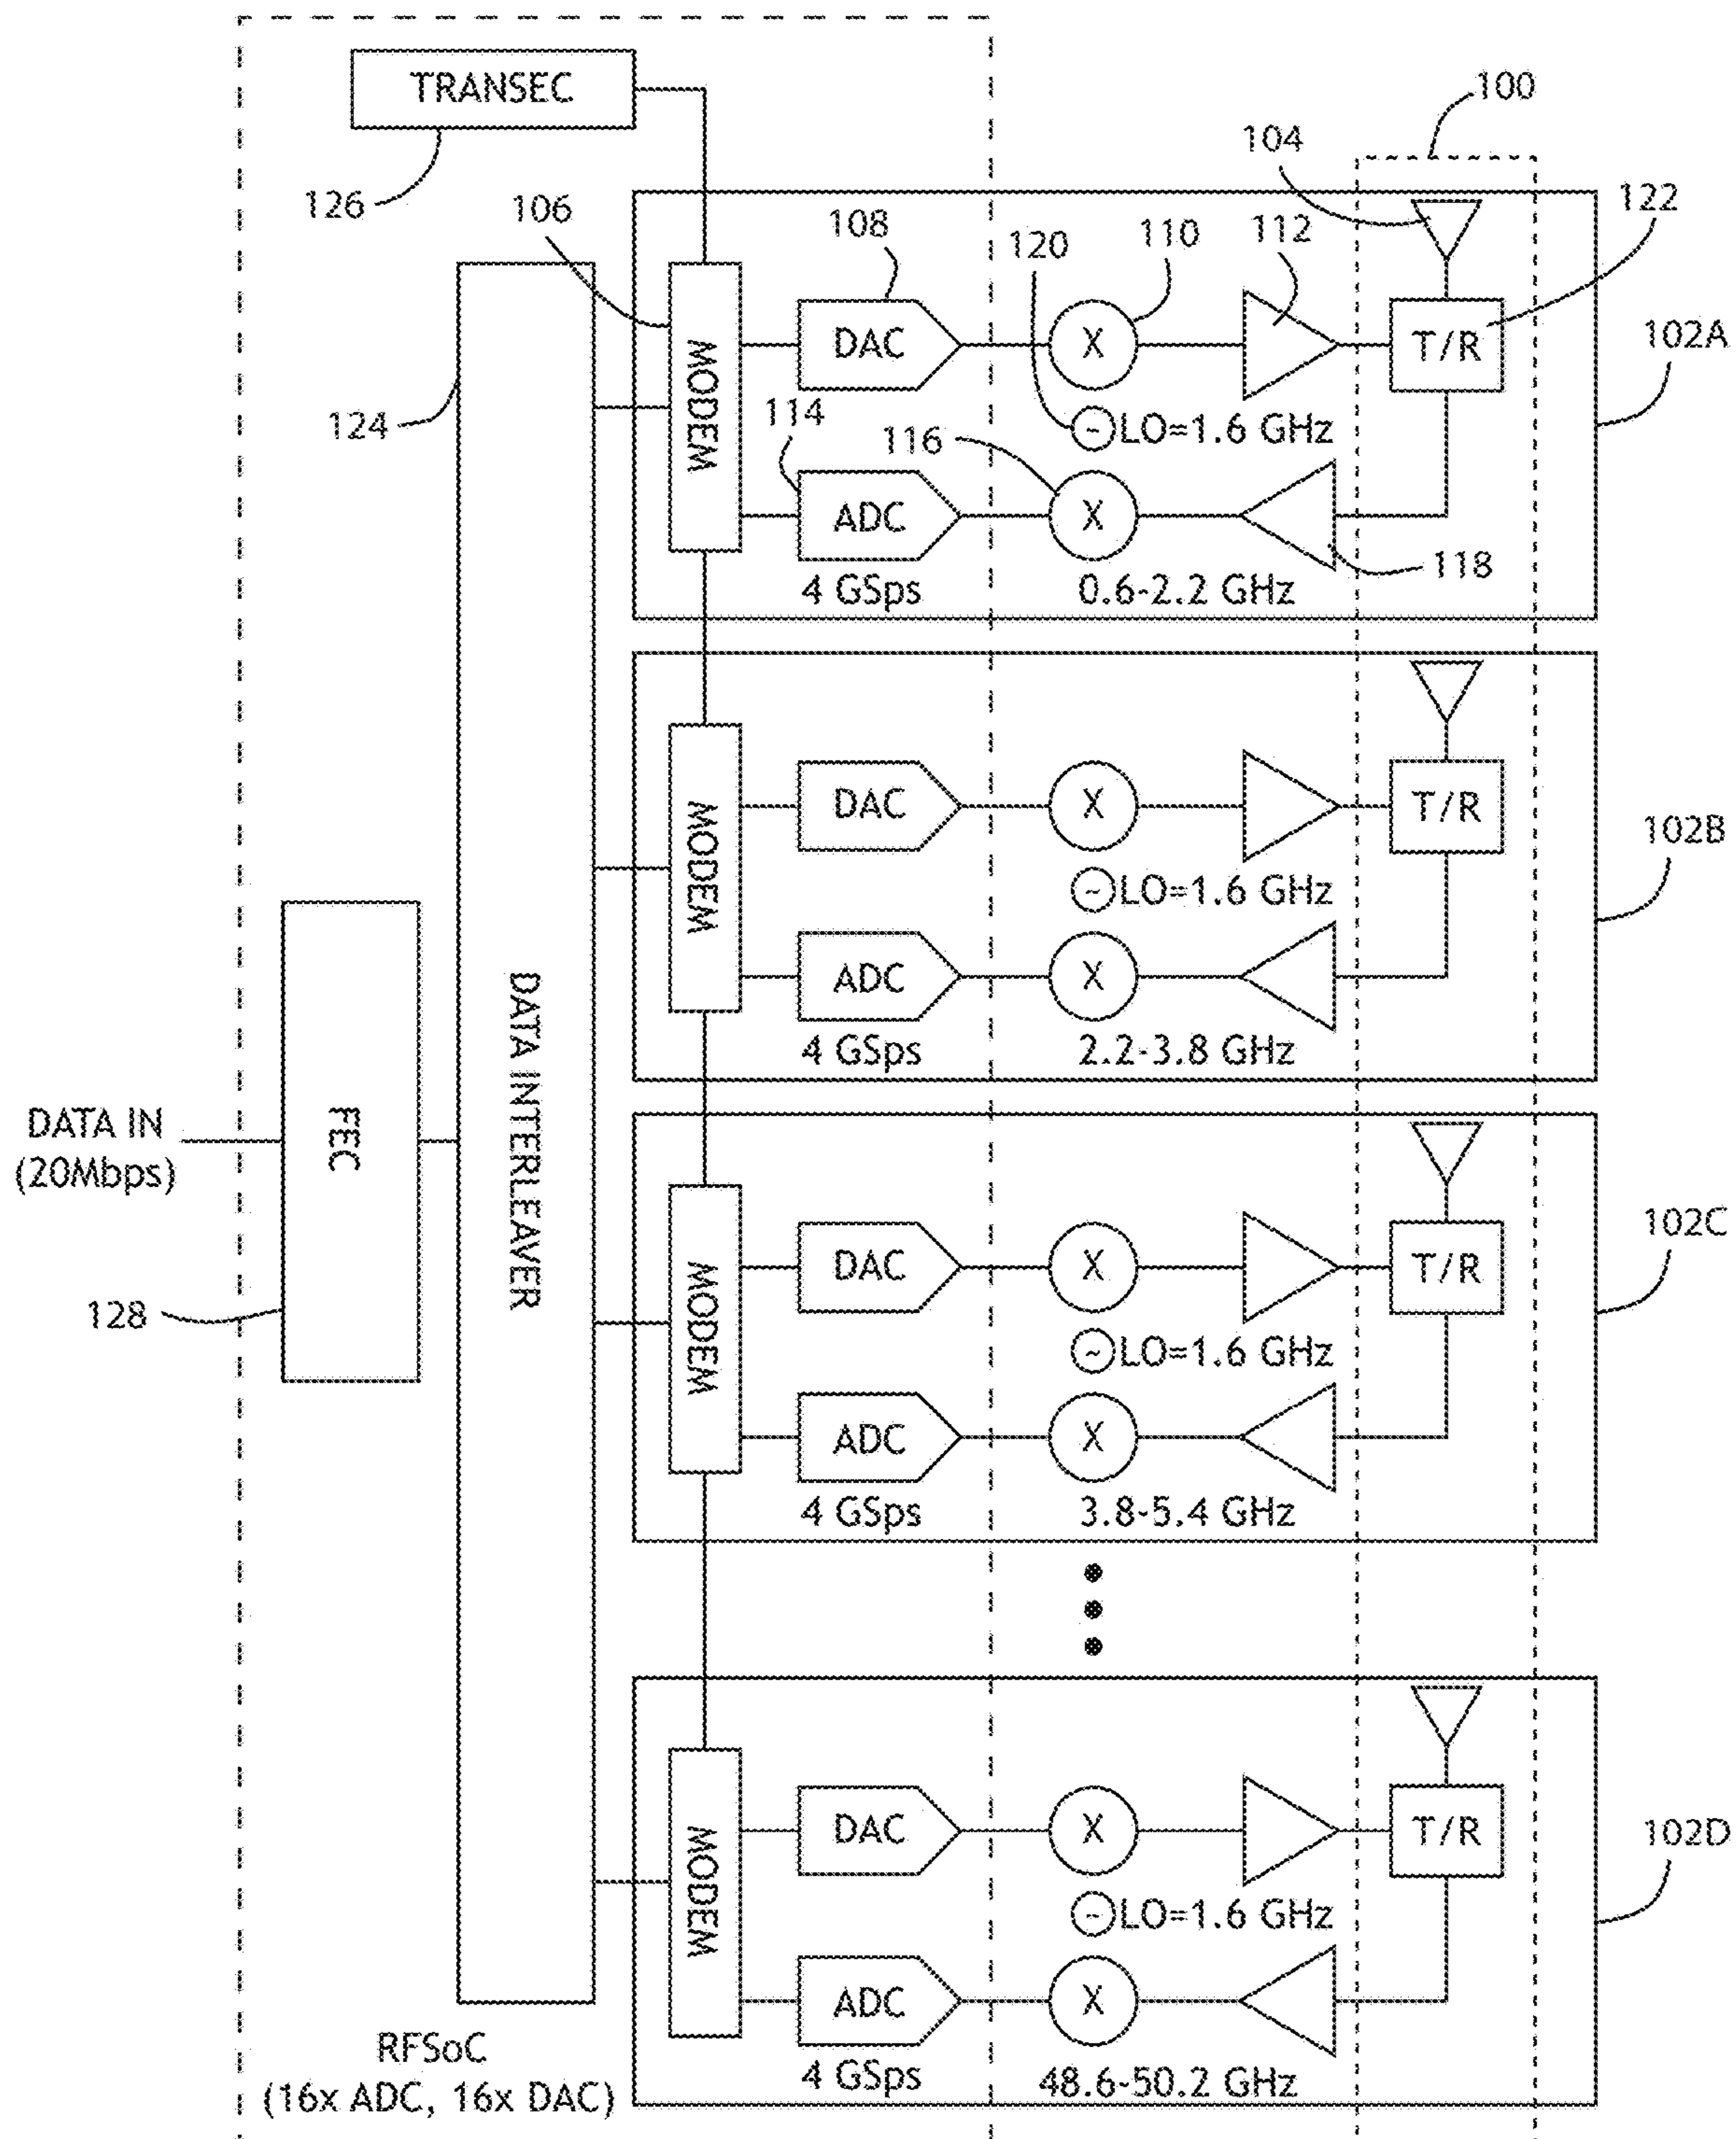 TRANSEC
100
104
126
106
108
120
110
112
122
MODEM
DAC
X
T/R
102A
124
114
116
~ LO=1.6 GHz
ADC
X
118
4 GSps
0.6-2.2 GHz
MODEM
DAC
X
T/R
102B
~ LO=1.6 GHz
ADC
X
4 GSps
2.2-3.8 GHz
DATA IN
(20Mbps)
FEC
DATA INTERLEAVER
128
MODEM
DAC
X
T/R
102C
~ LO=1.6 GHz
ADC
X
4 GSps
3.8-5.4 GHz
MODEM
DAC
X
T/R
102D
~ LO=1.6 GHz
ADC
X
4 GSps
48.6-50.2 GHz
RFSoC
(16x ADC, 16x DAC)